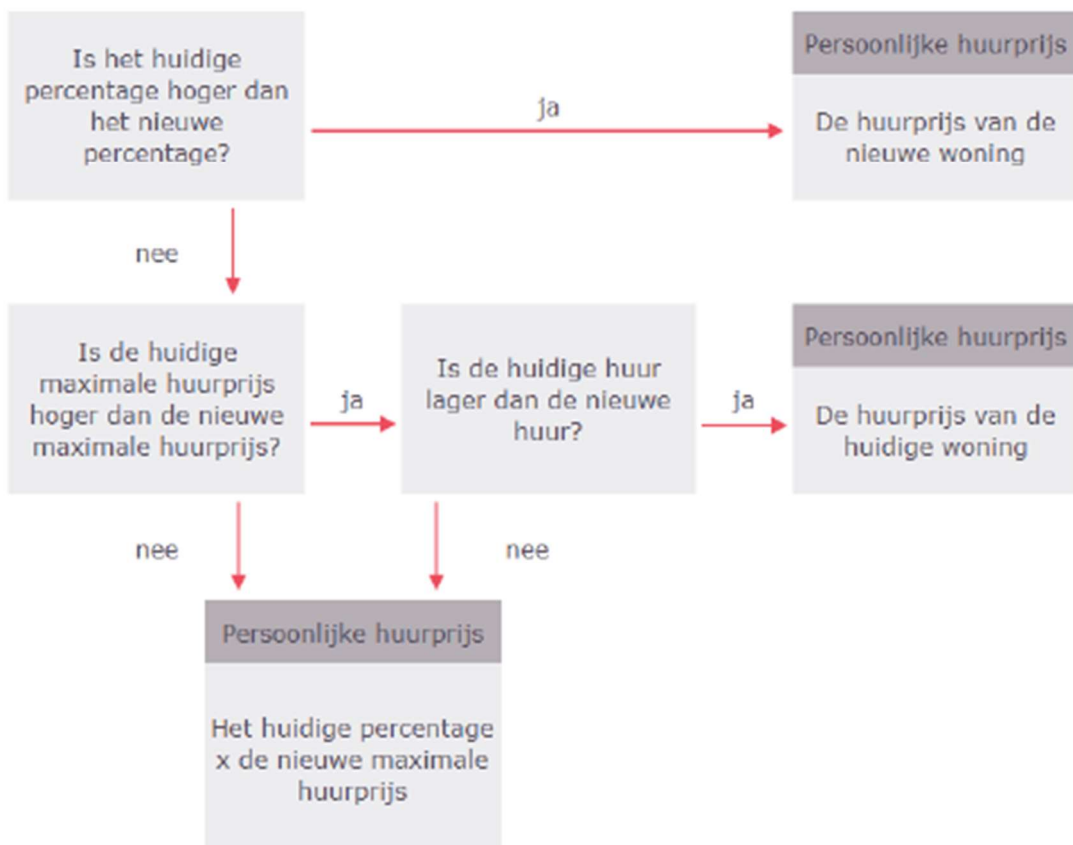 Is het huidige
percentage hoger dan
het nieuwe
percentage?
ja
Persoonlijke huurprijs
De huurprijs van de
nieuwe woning
nee
Is de huidige
maximale huurprijs
hoger dan de nieuwe
maximale huurprijs?
ja
Is de huidige huur
lager dan de nieuwe
huur?
ja
Persoonlijke huurprijs
De huurprijs van de
huidige woning
nee
nee
Persoonlijke huurprijs
Het huidige percentage
x de nieuwe maximale
huurprijs